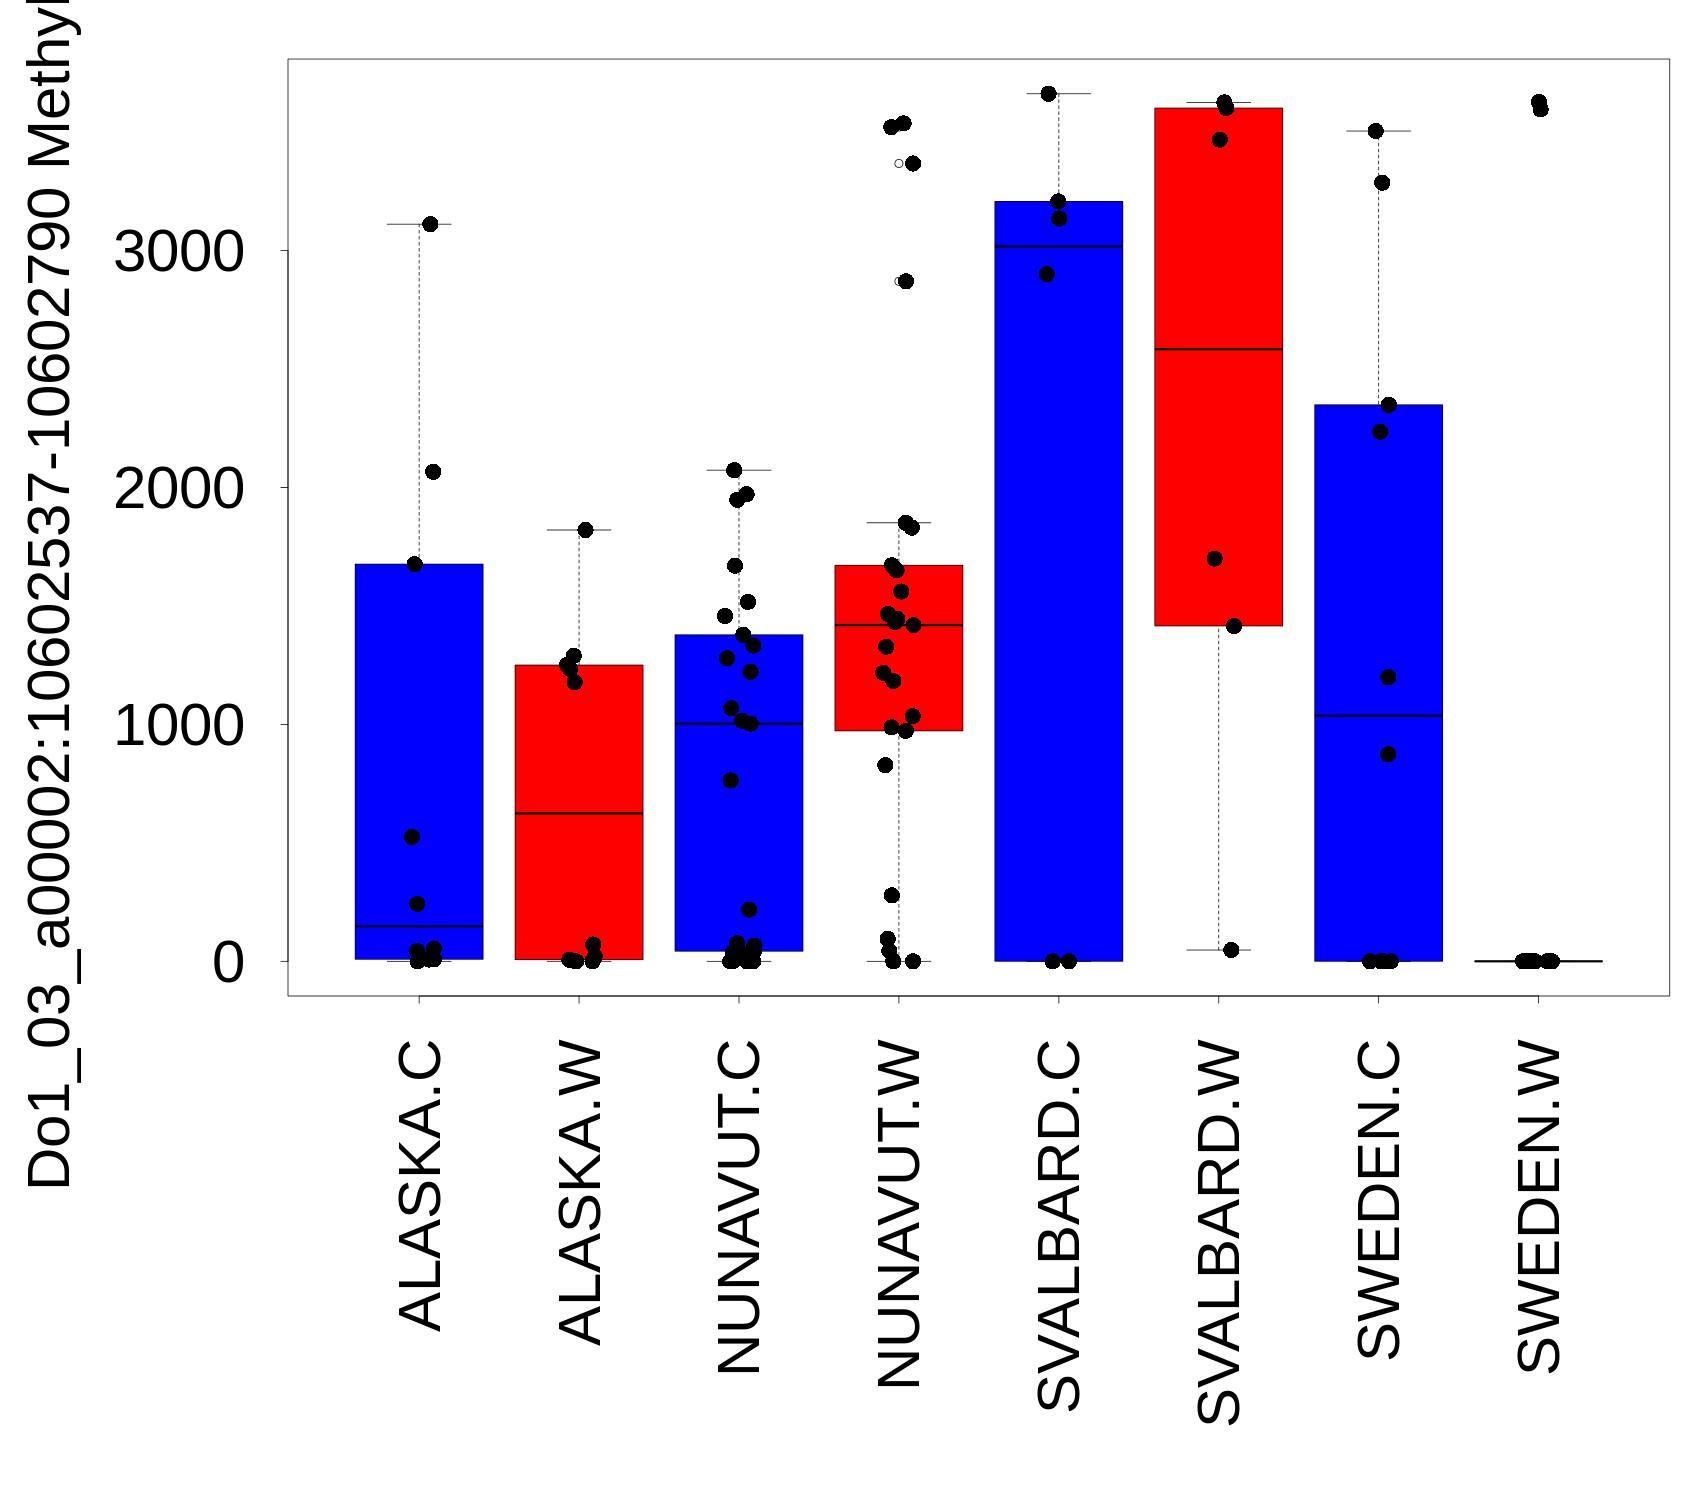 Do1_03_a00002:10602537-10602790 Methyl
3000
2000
1000
0
ALASKA.C
ALASKA.W
NUNAVUT.C
NUNAVUT.W
SVALBARD.C
SVALBARD.W
SWEDEN.C
SWEDEN.W